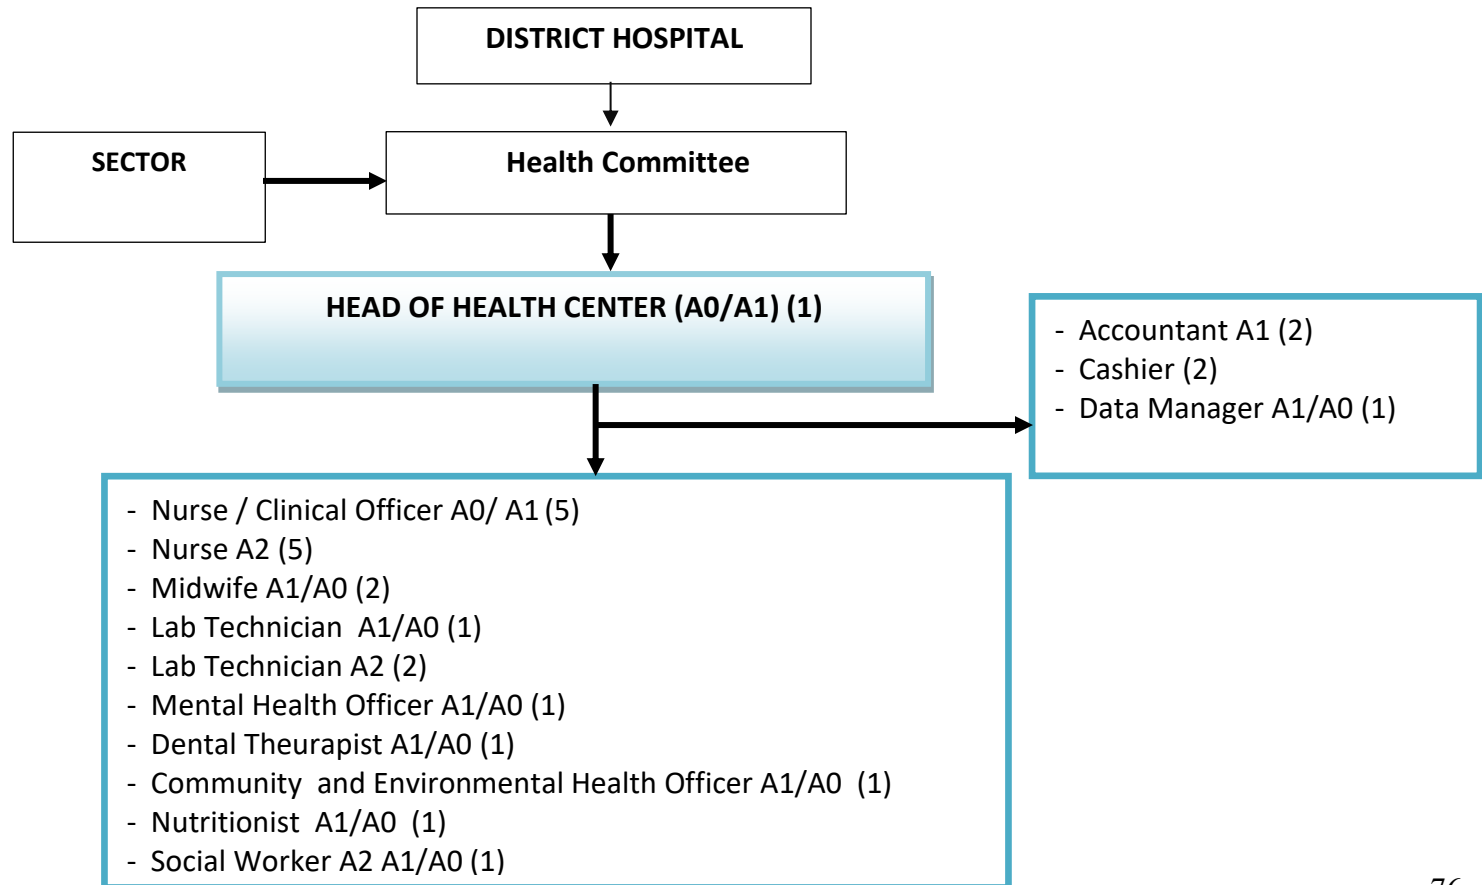 DISTRICT HOSPITAL
SECTOR
Health Committee
HEAD OF HEALTH CENTER (A0/A1) (1)
- Accountant A1 (2)
- Cashier (2)
- Data Manager A1/A0 (1)
- Nurse / Clinical Officer A0/ A1 (5)
- Nurse A2 (5)
- Midwife A1/A0 (2)
- Lab Technician A1/A0 (1)
- Lab Technician A2 (2)
- Mental Health Officer A1/A0 (1)
- Dental Theurapist A1/A0 (1)
- Community and Environmental Health Officer A1/A0 (1)
- Nutritionist A1/A0 (1)
- Social Worker A2 A1/A0 (1)